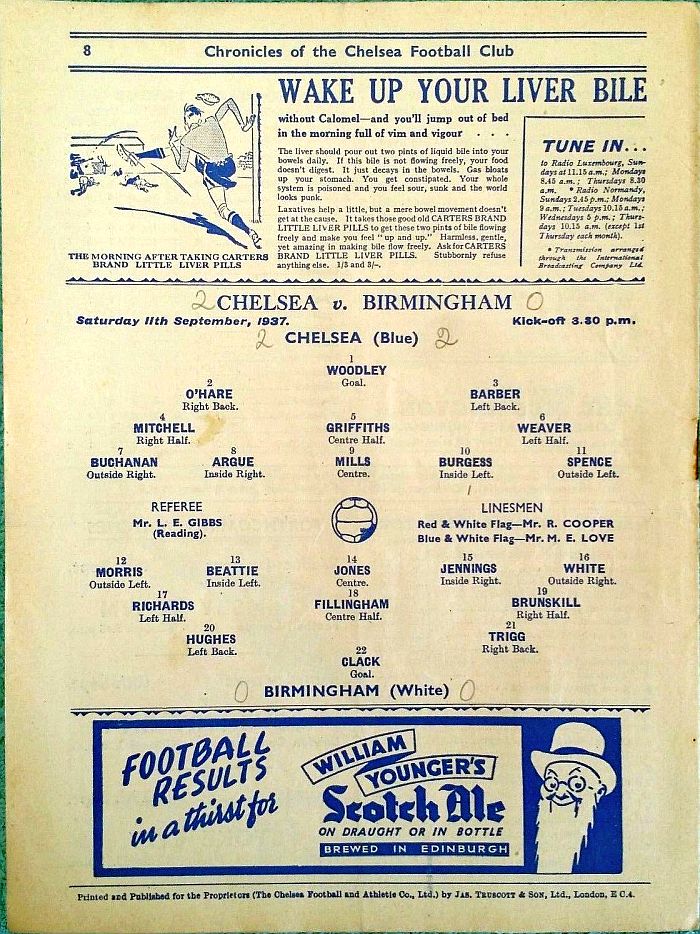 8
Chronicles of the Chelsea Football Club
WAKE UP YOUR LIVER BILE
without Calomel—and you'll jump out of bed
in the morning full of vim and vigour . . .
The liver should pour out two pints of liquid bile into your
bowels daily. If this bile is not flowing freely, your food
doesn't digest. It just decays in the bowels. Gas bloats
up your stomach. You get constipated. Your whole
system is poisoned and you feel sour, sunk and the world
looks punk.
Laxatives help a little, but a mere bowel movement doesn't
get at the cause. It takes those good old CARTERS BRAND
LITTLE LIVER PILLS to get these two pints of bile flowing
freely and make you feel "up and up." Harmless, gentle,
yet amazing in making bile flow freely. Ask for CARTERS
BRAND LITTLE LIVER PILLS. Stubbornly refuse
anything else. 1/3 and 3/-.
THE MORNING AFTER TAKING CARTERS
BRAND LITTLE LIVER PILLS
TUNE IN...
to Radio Luxembourg, Sun-
days at 11.15 a.m.; Mondays
8.45 a.m.; Thursdays 8.30
a.m. * Radio Normandy,
Sundays 2.45 p.m.; Mondays
9 a.m.; Tuesdays 10.15 a.m.;
Wednesdays 5 p.m.; Thurs-
days 10.15 a.m. (except 1st
Thursday each month).
* Transmission arranged
through the International
Broadcasting Company Ltd.
2 CHELSEA v. BIRMINGHAM 0
Saturday 11th September, 1937. Kick-off 3.30 p.m.
2 CHELSEA (Blue) 2
1
WOODLEY
Goal.
2 3
O'HARE BARBER
Right Back. Left Back.
4 5 6
MITCHELL GRIFFITHS WEAVER
Right Half. Centre Half. Left Half.
7 8 9 10 11
BUCHANAN ARGUE MILLS BURGESS SPENCE
Outside Right. Inside Right. Centre. Inside Left. Outside Left.
REFEREE
Mr. L. E. GIBBS
(Reading).
LINESMEN
Red & White Flag—Mr. R. COOPER
Blue & White Flag—Mr. M. E. LOVE
12 13 14 15 16
MORRIS BEATTIE JONES JENNINGS WHITE
Outside Left. Inside Left. Centre. Inside Right. Outside Right.
17 18 19
RICHARDS FILLINGHAM BRUNSKILL
Left Half. Centre Half. Right Half.
20 21
HUGHES TRIGG
Left Back. Right Back.
22
CLACK
Goal.
0 BIRMINGHAM (White) 0
FOOTBALL
RESULTS
in a thirst for
WILLIAM
YOUNGER'S
Scotch Ale
ON DRAUGHT OR IN BOTTLE
BREWED IN EDINBURGH
Printed and Published for the Proprietors (The Chelsea Football and Athletic Co., Ltd.) by JAS. TRUSCOTT & SON, Ltd., London, E C.4.